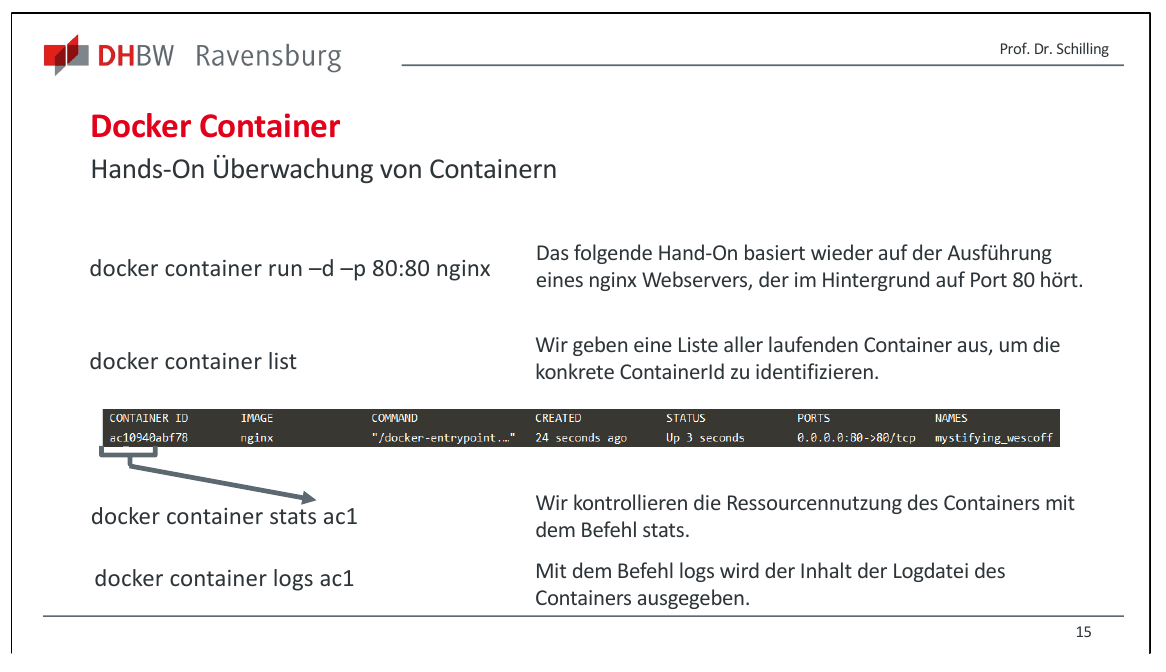 DHBW Ravensburg
Prof. Dr. Schilling
Docker Container
Hands-On Überwachung von Containern
docker container run –d –p 80:80 nginx
Das folgende Hand-On basiert wieder auf der Ausführung
eines nginx Webservers, der im Hintergrund auf Port 80 hört.
docker container list
Wir geben eine Liste aller laufenden Container aus, um die
konkrete ContainerId zu identifizieren.
CONTAINER ID IMAGE COMMAND CREATED STATUS PORTS NAMES
ac10940abf78 nginx "/docker-entrypoint.…" 24 seconds ago Up 3 seconds 0.0.0.0:80->80/tcp mystifying_wescoff
docker container stats ac1
Wir kontrollieren die Ressourcennutzung des Containers mit
dem Befehl stats.
docker container logs ac1
Mit dem Befehl logs wird der Inhalt der Logdatei des
Containers ausgegeben.
15